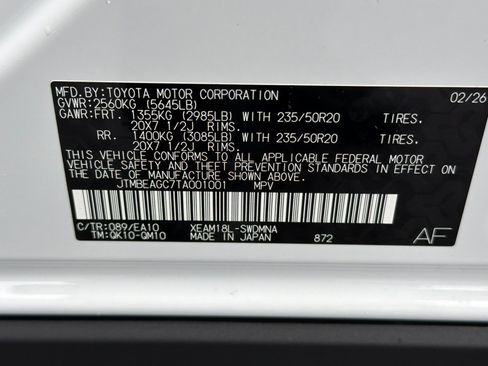 MFD.BY:TOYOTA MOTOR CORPORATION 02/26
GVWR:2560KG (5645LB)
GAWR:FRT. 1355KG (2985LB) WITH 235/50R20 TIRES.
20X7 1/2J RIMS.
RR. 1400KG (3085LB) WITH 235/50R20 TIRES.
20X7 1/2J RIMS.
THIS VEHICLE CONFORMS TO ALL APPLICABLE FEDERAL MOTOR
VEHICLE SAFETY AND THEFT PREVENTION STANDARDS IN EFFECT
ON THE DATE OF MANUFACTURE SHOWN ABOVE.
JTMBEAGC7TA001001 MPV
C/TR:089/EA10 XEAM18L-SWDMNA
TM:QK10-QM10 MADE IN JAPAN 872 AF